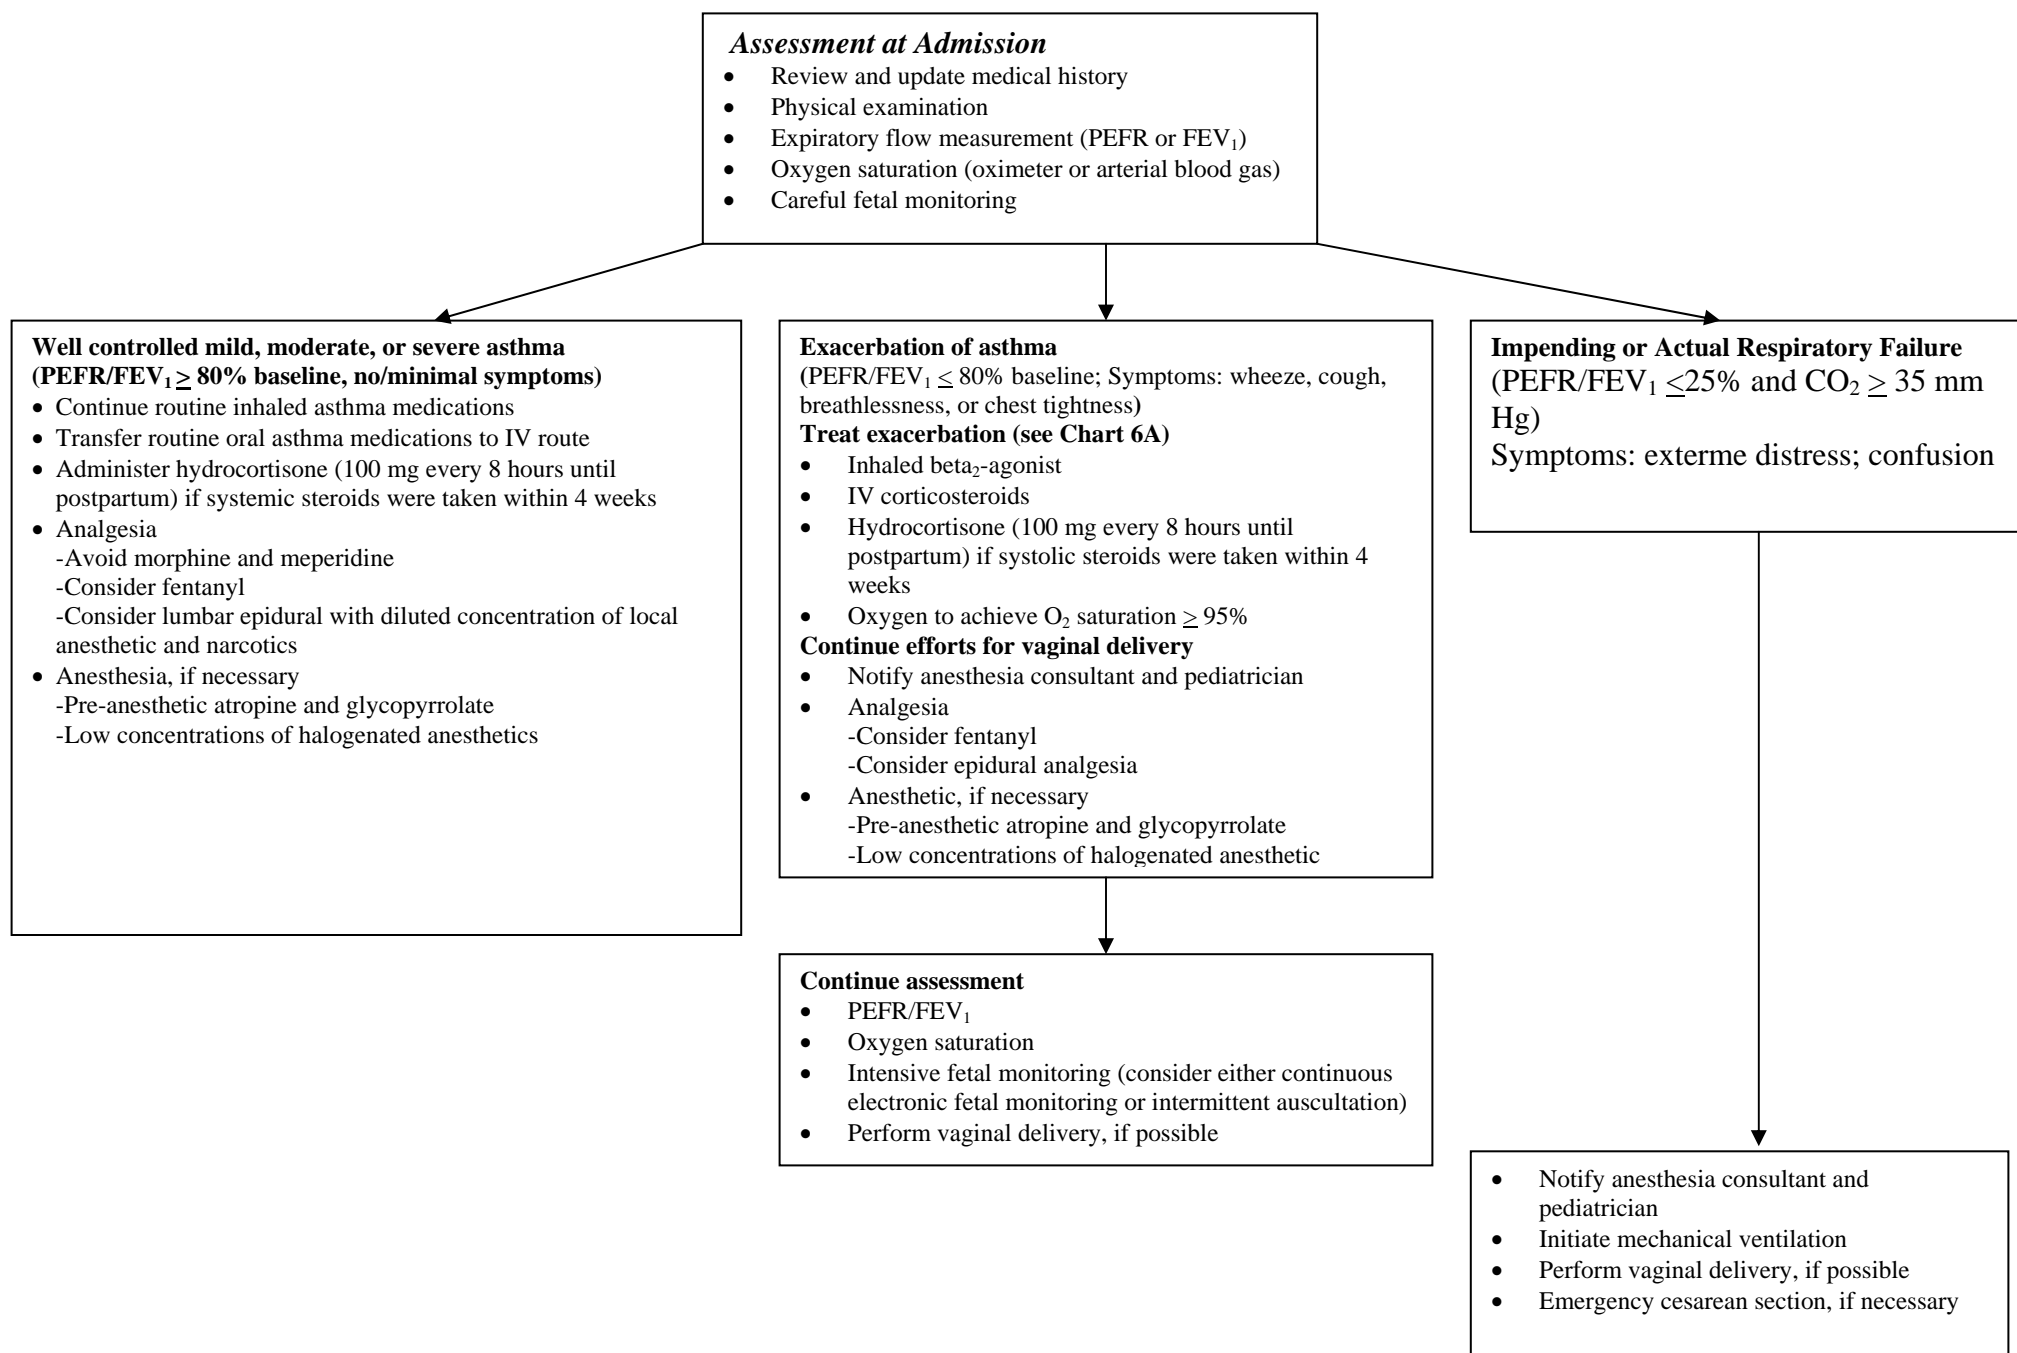 Assessment at Admission
• Review and update medical history
• Physical examination
• Expiratory flow measurement (PEFR or FEV₁)
• Oxygen saturation (oximeter or arterial blood gas)
• Careful fetal monitoring
Well controlled mild, moderate, or severe asthma
(PEFR/FEV₁ ≥ 80% baseline, no/minimal symptoms)
• Continue routine inhaled asthma medications
• Transfer routine oral asthma medications to IV route
• Administer hydrocortisone (100 mg every 8 hours until
postpartum) if systemic steroids were taken within 4 weeks
• Analgesia
-Avoid morphine and meperidine
-Consider fentanyl
-Consider lumbar epidural with diluted concentration of local
anesthetic and narcotics
• Anesthesia, if necessary
-Pre-anesthetic atropine and glycopyrrolate
-Low concentrations of halogenated anesthetics
Exacerbation of asthma
(PEFR/FEV₁ ≤ 80% baseline; Symptoms: wheeze, cough,
breathlessness, or chest tightness)
Treat exacerbation (see Chart 6A)
• Inhaled beta₂-agonist
• IV corticosteroids
• Hydrocortisone (100 mg every 8 hours until
postpartum) if systolic steroids were taken within 4
weeks
• Oxygen to achieve O₂ saturation ≥ 95%
Continue efforts for vaginal delivery
• Notify anesthesia consultant and pediatrician
• Analgesia
-Consider fentanyl
-Consider epidural analgesia
• Anesthetic, if necessary
-Pre-anesthetic atropine and glycopyrrolate
-Low concentrations of halogenated anesthetic
Continue assessment
• PEFR/FEV₁
• Oxygen saturation
• Intensive fetal monitoring (consider either continuous
electronic fetal monitoring or intermittent auscultation)
• Perform vaginal delivery, if possible
Impending or Actual Respiratory Failure
(PEFR/FEV₁ ≤25% and CO₂ ≥ 35 mm
Hg)
Symptoms: exterme distress; confusion
• Notify anesthesia consultant and
pediatrician
• Initiate mechanical ventilation
• Perform vaginal delivery, if possible
• Emergency cesarean section, if necessary